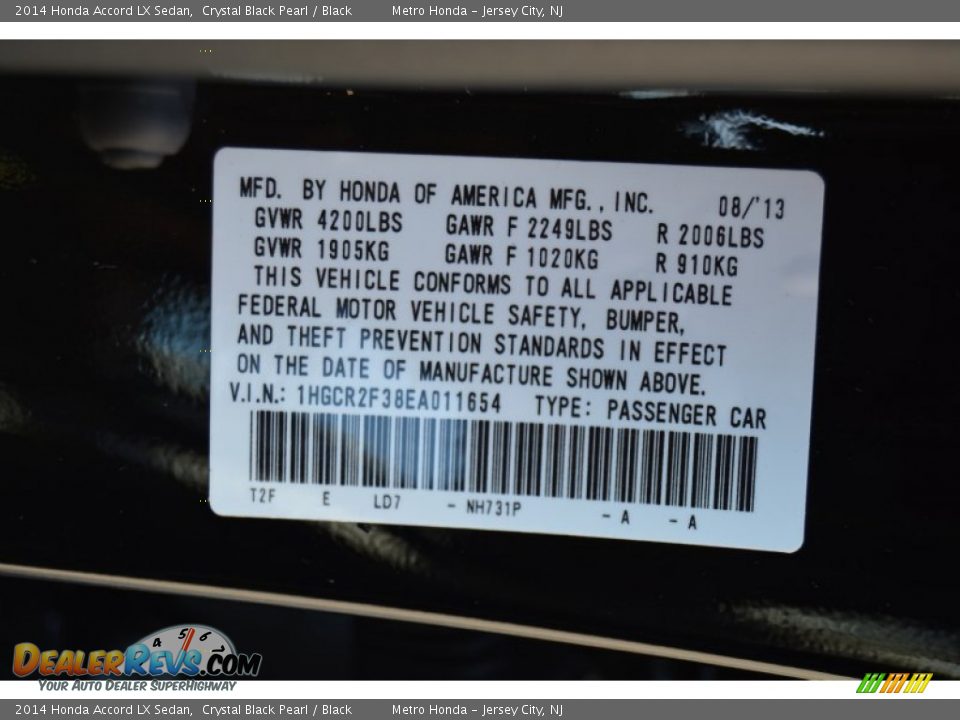 2014 Honda Accord LX Sedan,  Crystal Black Pearl / Black        Metro Honda - Jersey City, NJ
MFD. BY HONDA OF AMERICA MFG., INC.   08/'13
GVWR 4200LBS   GAWR F 2249LBS   R 2006LBS
GVWR 1905KG   GAWR F 1020KG   R 910KG
THIS VEHICLE CONFORMS TO ALL APPLICABLE
FEDERAL MOTOR VEHICLE SAFETY, BUMPER,
AND THEFT PREVENTION STANDARDS IN EFFECT
ON THE DATE OF MANUFACTURE SHOWN ABOVE.
V.I.N.: 1HGCR2F38EA011654   TYPE: PASSENGER CAR
T2F   E   LD7   - NH731P   - A   - A
4 5 6
DEALERREVS.COM
YOUR AUTO DEALER SUPERHIGHWAY
2014 Honda Accord LX Sedan,  Crystal Black Pearl / Black        Metro Honda - Jersey City, NJ